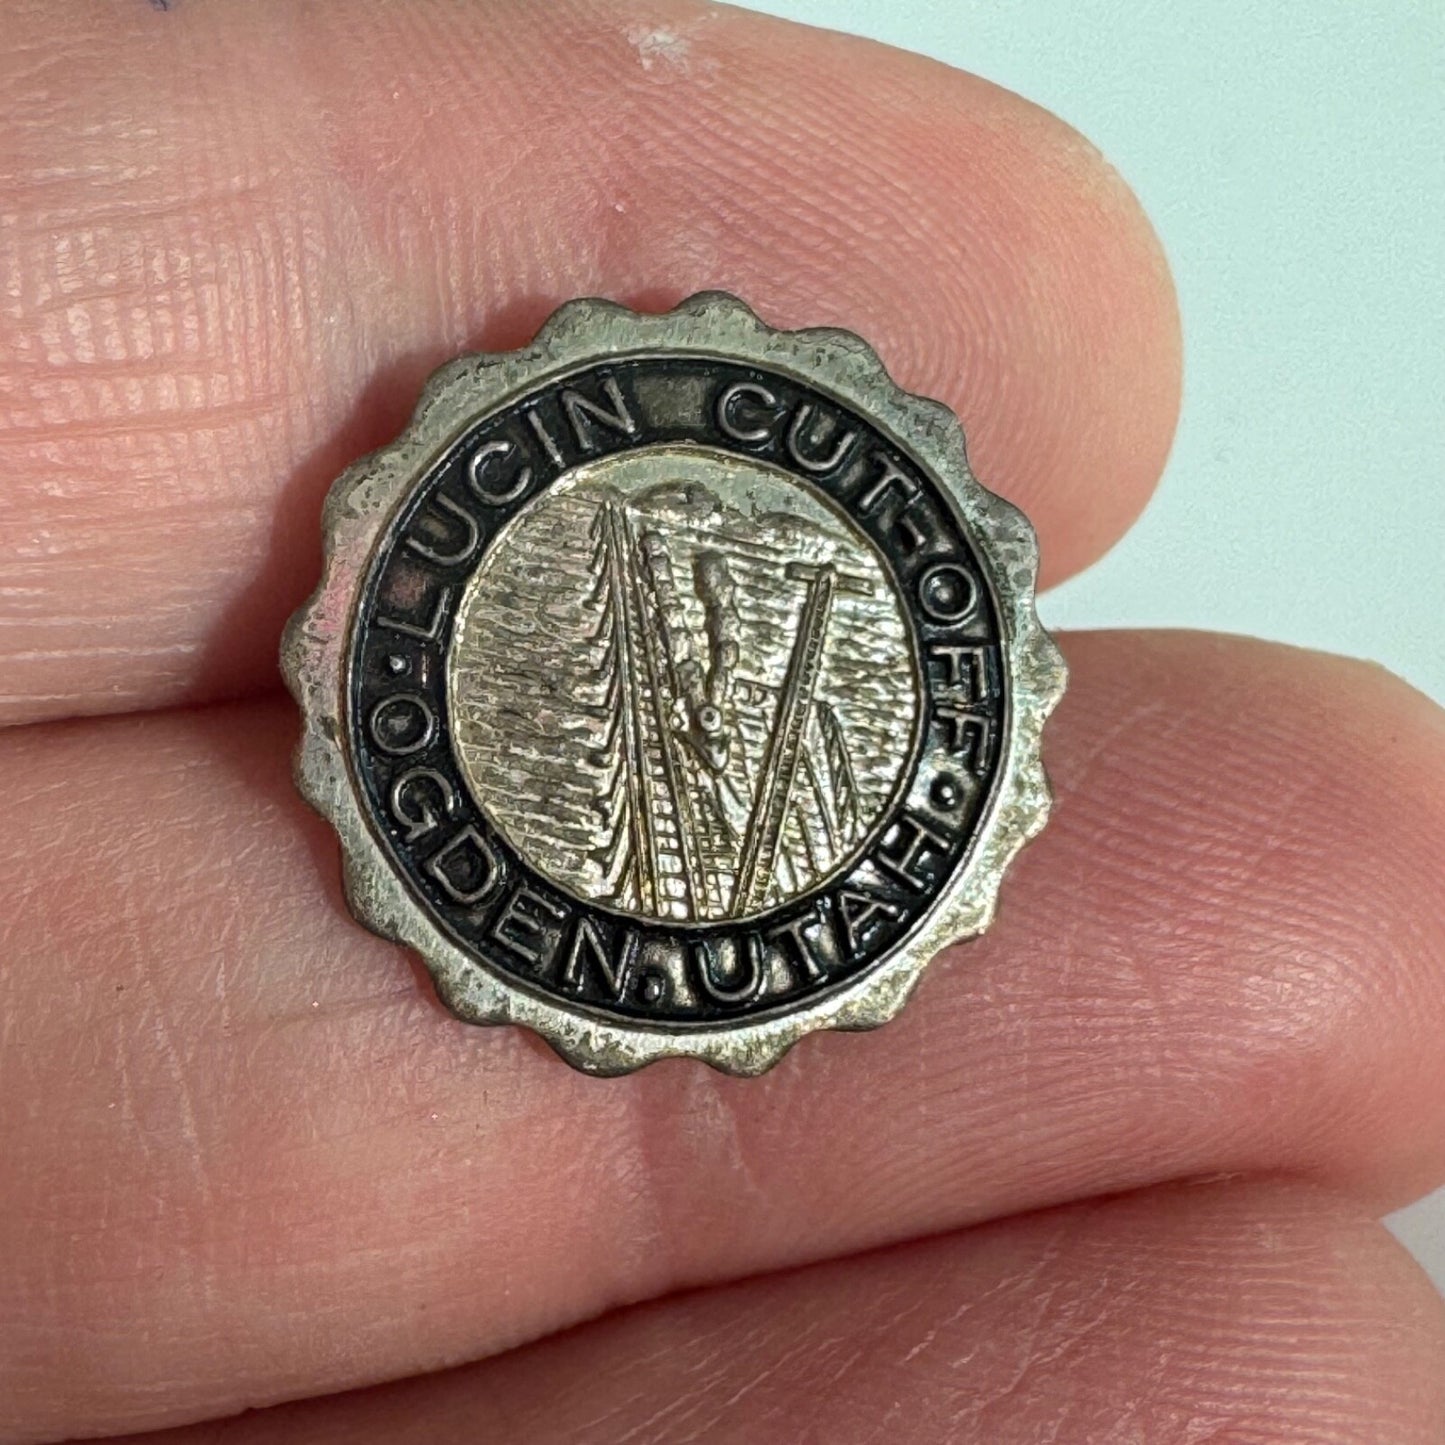 · LUCIN CUT-OFF ·
OGDEN. UTAH